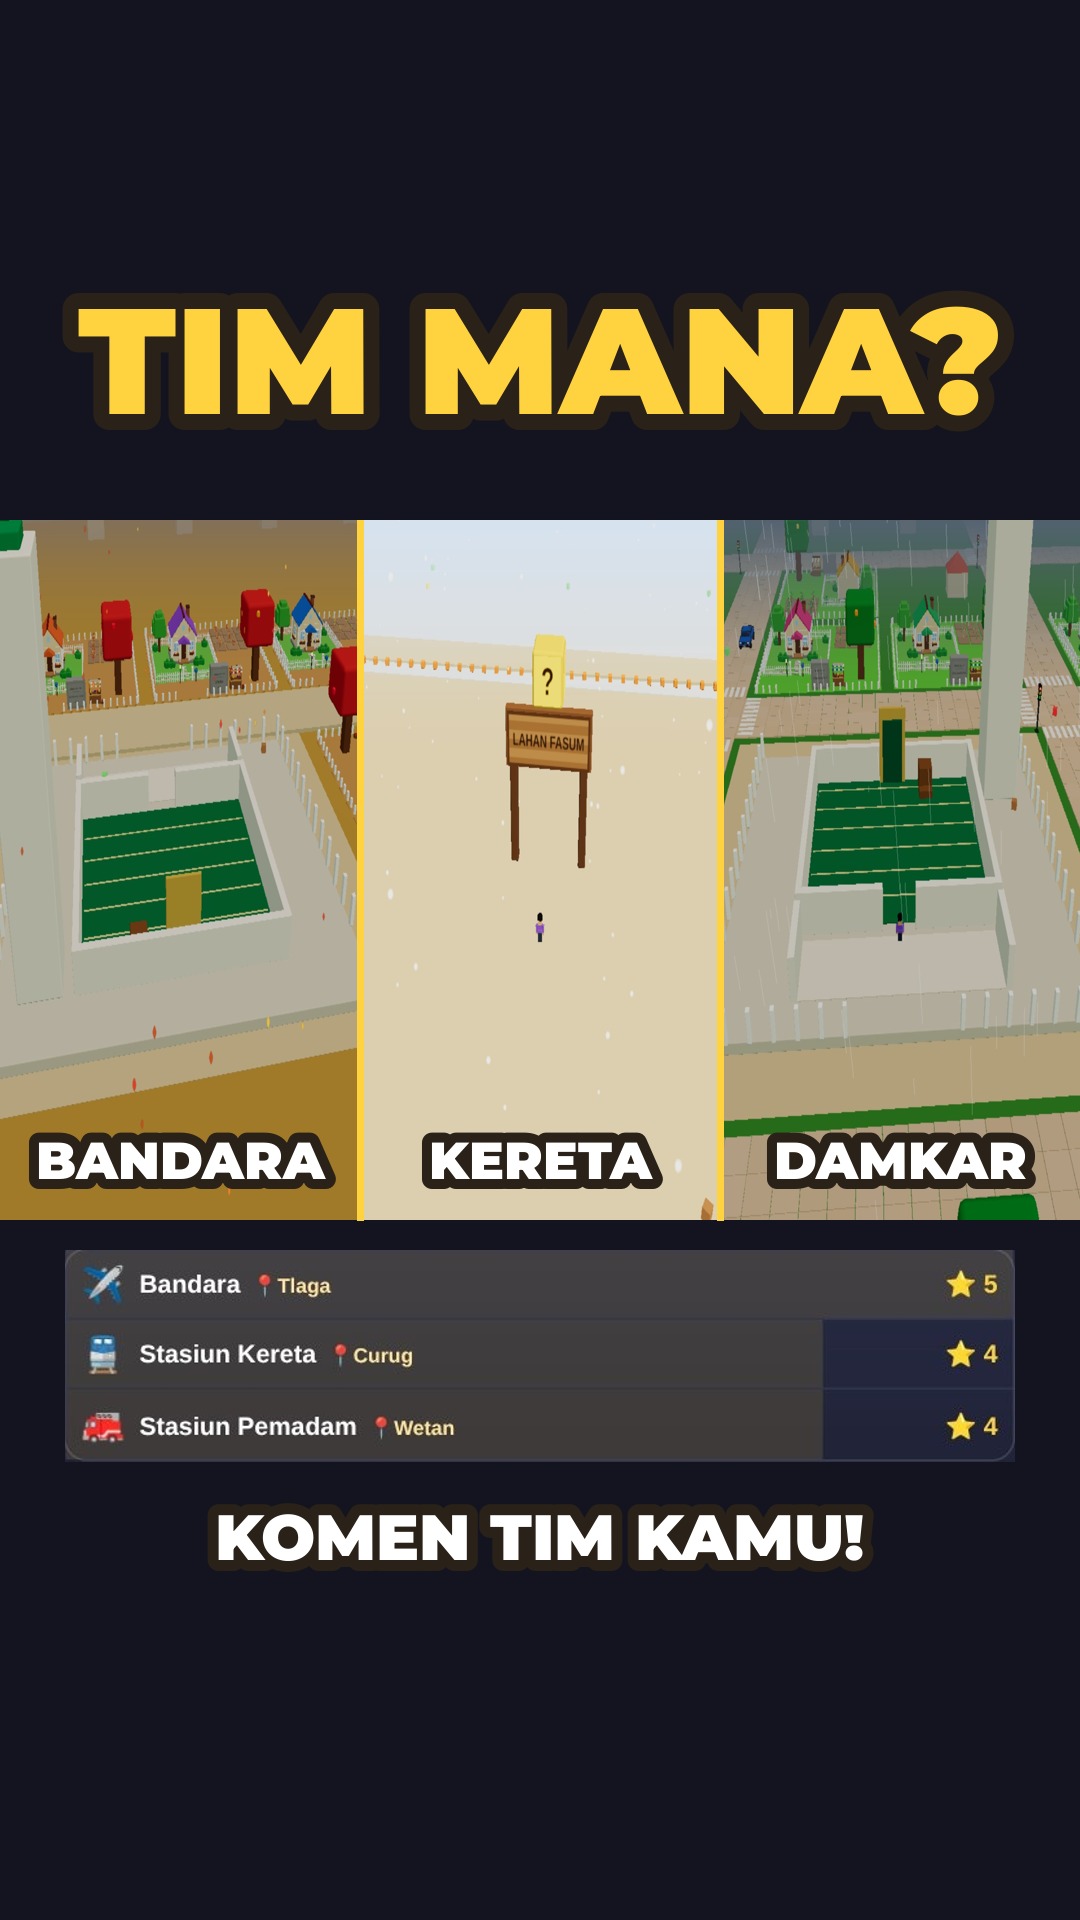 TIM MANA?
?
LAHAN FASUM
BANDARA
KERETA
DAMKAR
Bandara 📍Tlaga ⭐ 5
Stasiun Kereta 📍Curug ⭐ 4
Stasiun Pemadam 📍Wetan ⭐ 4
KOMEN TIM KAMU!